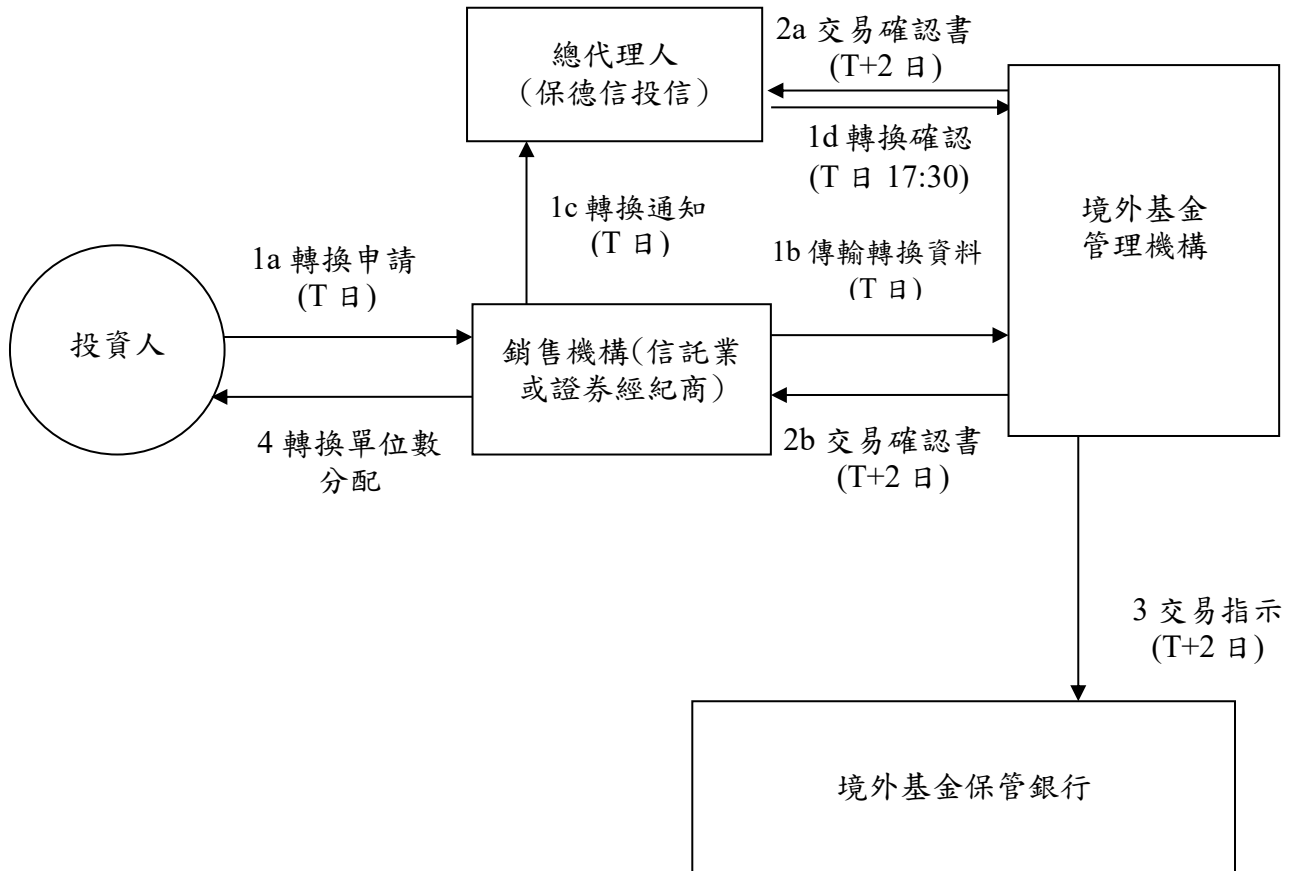 2a 交易確認書
(T+2 日)
總代理人
（保德信投信）
1d 轉換確認
(T 日 17:30)
境外基金
管理機構
1c 轉換通知
(T 日)
1a 轉換申請
(T 日)
1b 傳輸轉換資料
(T 日)
投資人
銷售機構(信託業
或證券經紀商)
4 轉換單位數
分配
2b 交易確認書
(T+2 日)
3 交易指示
(T+2 日)
境外基金保管銀行